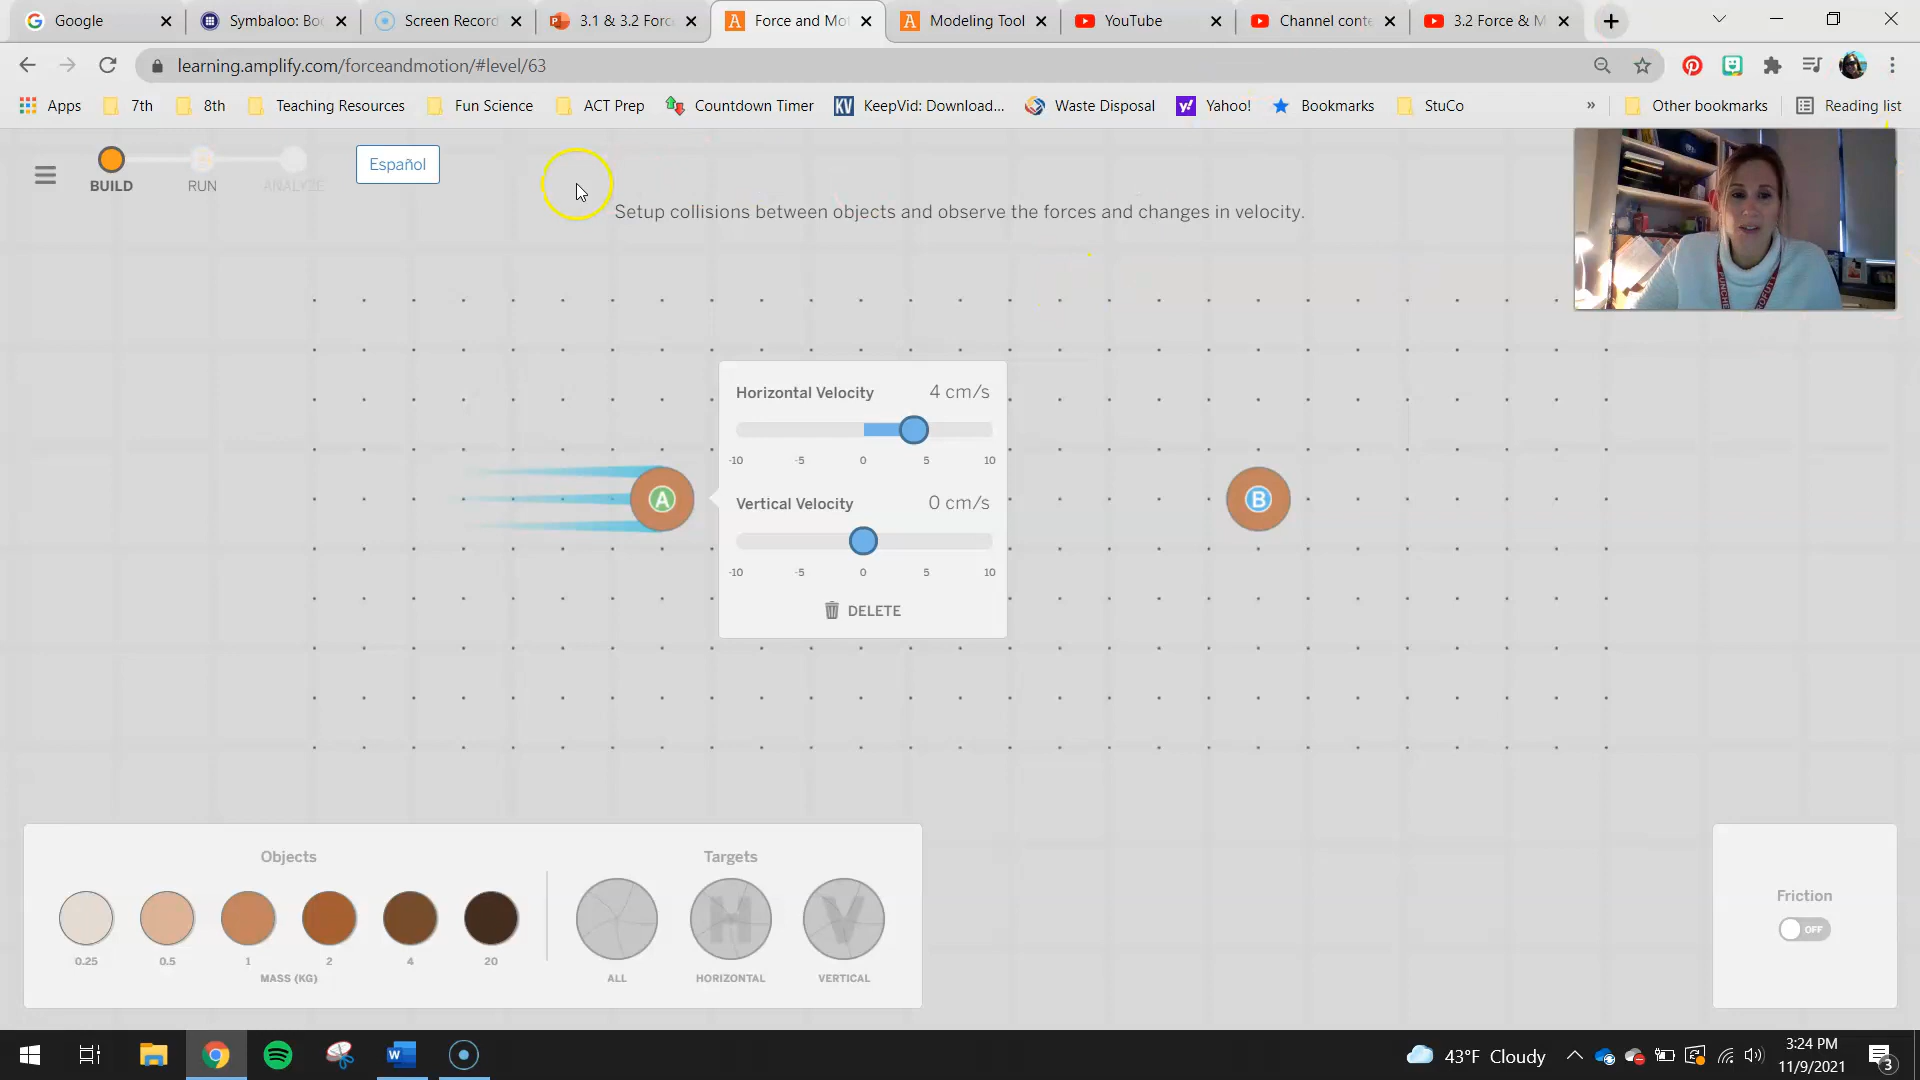 Google
Symbaloo: Bo
Screen Record
3.1 & 3.2 Forc
Force and Mo
Modeling Tool
YouTube
Channel conte
3.2 Force & M
learning.amplify.com/forceandmotion/#level/63
Apps
7th
8th
Teaching Resources
Fun Science
ACT Prep
Countdown Timer
KV
KeepVid: Download...
Waste Disposal
Yahoo!
Bookmarks
StuCo
»
Other bookmarks
Reading list
BUILD
RUN
ANALYZE
Español
Setup collisions between objects and observe the forces and changes in velocity.
Horizontal Velocity 4 cm/s
-10 -5 0 5 10
A
B
Vertical Velocity 0 cm/s
-10 -5 0 5 10
DELETE
Objects
0.25 0.5 1 2 4 20
MASS (KG)
Targets
H
V
ALL HORIZONTAL VERTICAL
Friction
OFF
43°F Cloudy
3:24 PM
11/9/2021
3